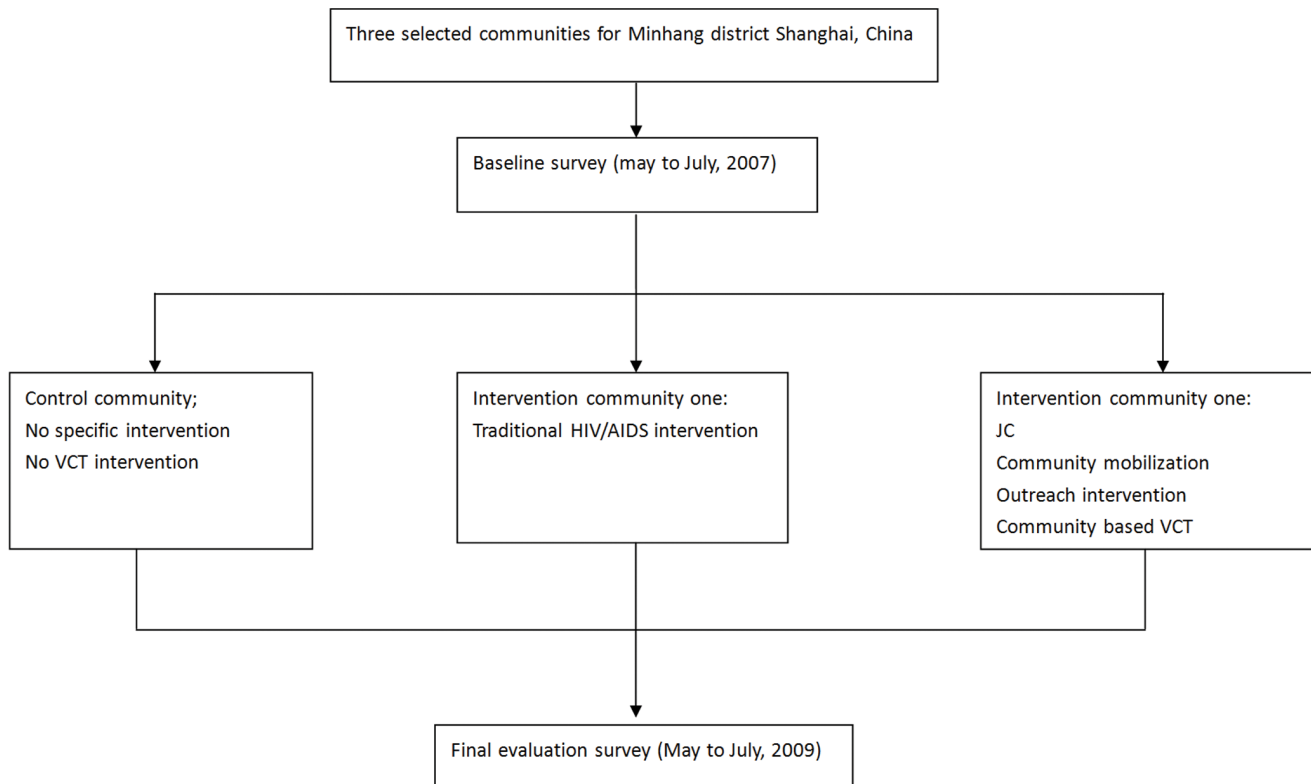 Three selected communities for Minhang district Shanghai, China
Baseline survey (may to July, 2007)
Control community;
No specific intervention
No VCT intervention
Intervention community one:
Traditional HIV/AIDS intervention
Intervention community one:
JC
Community mobilization
Outreach intervention
Community based VCT
Final evaluation survey (May to July, 2009)